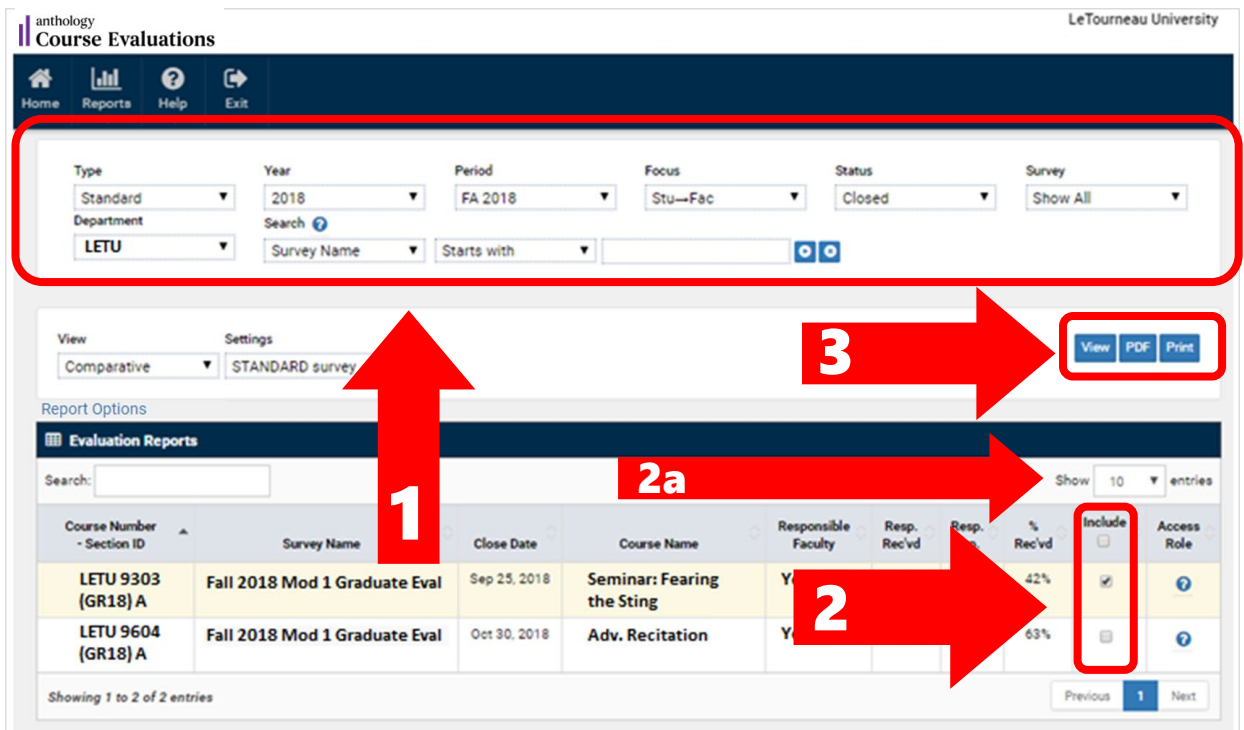 anthology
Course Evaluations
LeTourneau University
Home Reports Help Exit
Type Year Period Focus Status Survey
Standard 2018 FA 2018 Stu→Fac Closed Show All
Department Search
LETU Survey Name Starts with
3
View Settings
Comparative STANDARD survey
View PDF Print
Report Options
Evaluation Reports
1
2a
Search: Show 10 entries
Course Number - Section ID Survey Name Close Date Course Name Responsible Faculty Resp. Rec'vd Resp. % Rec'vd Include Access Role
LETU 9303 (GR18) A Fall 2018 Mod 1 Graduate Eval Sep 25, 2018 Seminar: Fearing the Sting 42%
2
LETU 9604 (GR18) A Fall 2018 Mod 1 Graduate Eval Oct 30, 2018 Adv. Recitation 63%
Showing 1 to 2 of 2 entries
Previous 1 Next